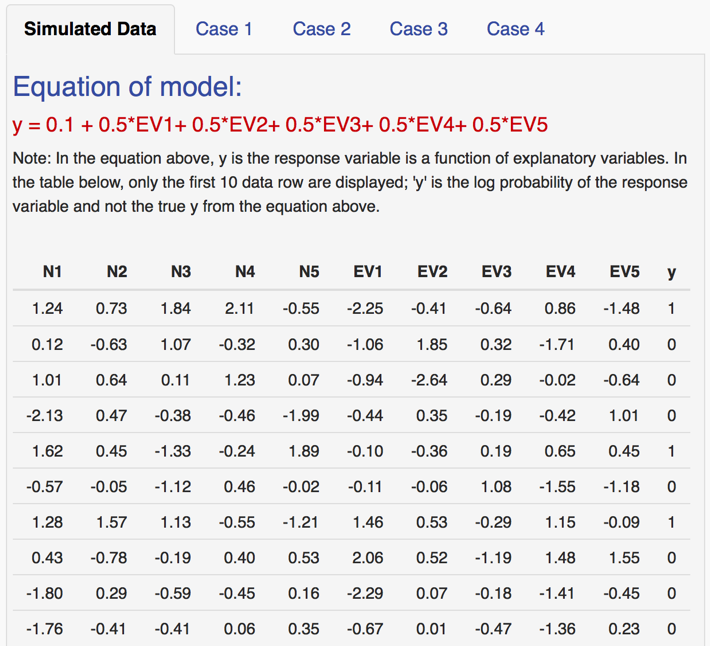 Simulated Data Case 1 Case 2 Case 3 Case 4
Equation of model:
y = 0.1 + 0.5*EV1+ 0.5*EV2+ 0.5*EV3+ 0.5*EV4+ 0.5*EV5
Note: In the equation above, y is the response variable is a function of explanatory variables. In
the table below, only the first 10 data row are displayed; 'y' is the log probability of the response
variable and not the true y from the equation above.
N1 N2 N3 N4 N5 EV1 EV2 EV3 EV4 EV5 y
1.24 0.73 1.84 2.11 -0.55 -2.25 -0.41 -0.64 0.86 -1.48 1
0.12 -0.63 1.07 -0.32 0.30 -1.06 1.85 0.32 -1.71 0.40 0
1.01 0.64 0.11 1.23 0.07 -0.94 -2.64 0.29 -0.02 -0.64 0
-2.13 0.47 -0.38 -0.46 -1.99 -0.44 0.35 -0.19 -0.42 1.01 0
1.62 0.45 -1.33 -0.24 1.89 -0.10 -0.36 0.19 0.65 0.45 1
-0.57 -0.05 -1.12 0.46 -0.02 -0.11 -0.06 1.08 -1.55 -1.18 0
1.28 1.57 1.13 -0.55 -1.21 1.46 0.53 -0.29 1.15 -0.09 1
0.43 -0.78 -0.19 0.40 0.53 2.06 0.52 -1.19 1.48 1.55 0
-1.80 0.29 -0.59 -0.45 0.16 -2.29 0.07 -0.18 -1.41 -0.45 0
-1.76 -0.41 -0.41 0.06 0.35 -0.67 0.01 -0.47 -1.36 0.23 0